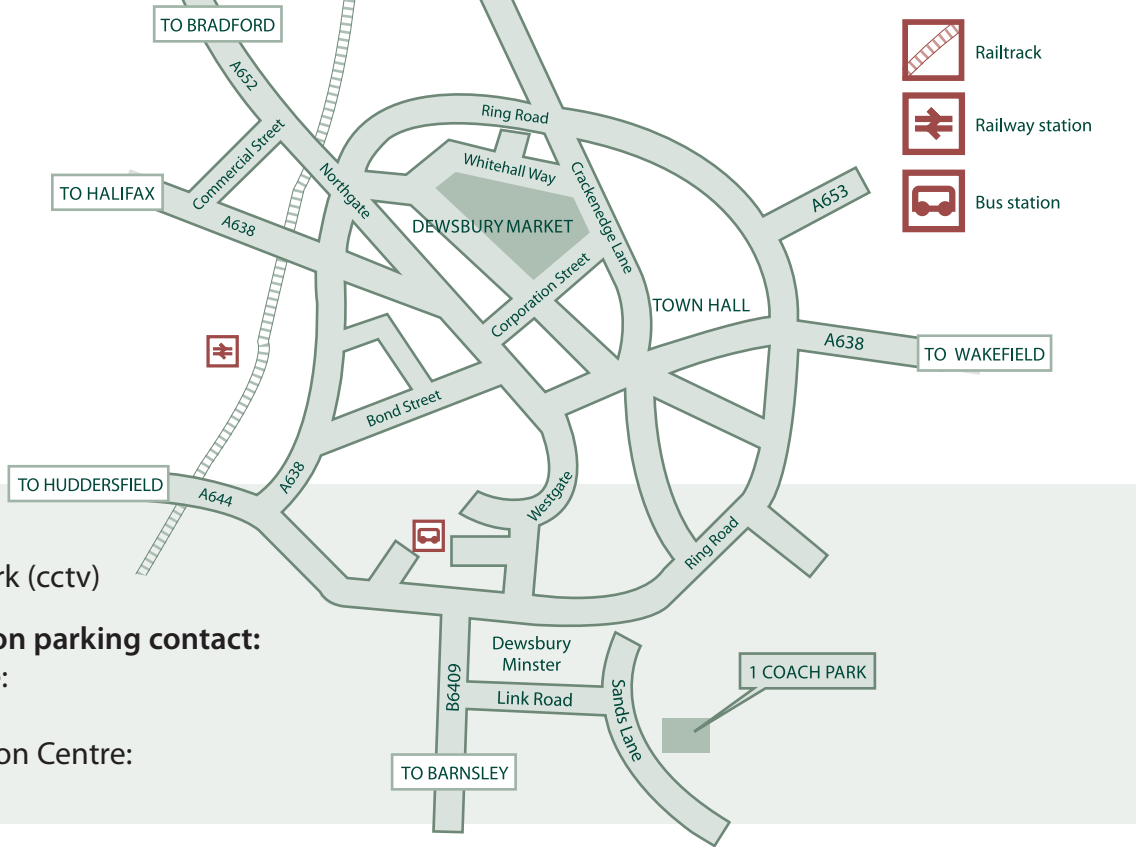 TO BRADFORD
A652
Railtrack
Railway station
Bus station
Ring Road
Commercial Street
Whitehall Way
Crackenedge Lane
Northgate
TO HALIFAX
A638
A653
DEWSBURY MARKET
Corporation Street
TOWN HALL
A638
TO WAKEFIELD
Bond Street
A638
TO HUDDERSFIELD
A644
Westgate
Ring Road
rk (cctv)
on parking contact:
:
Dewsbury
Minster
1 COACH PARK
B6409
Link Road
Sands Lane
on Centre:
TO BARNSLEY